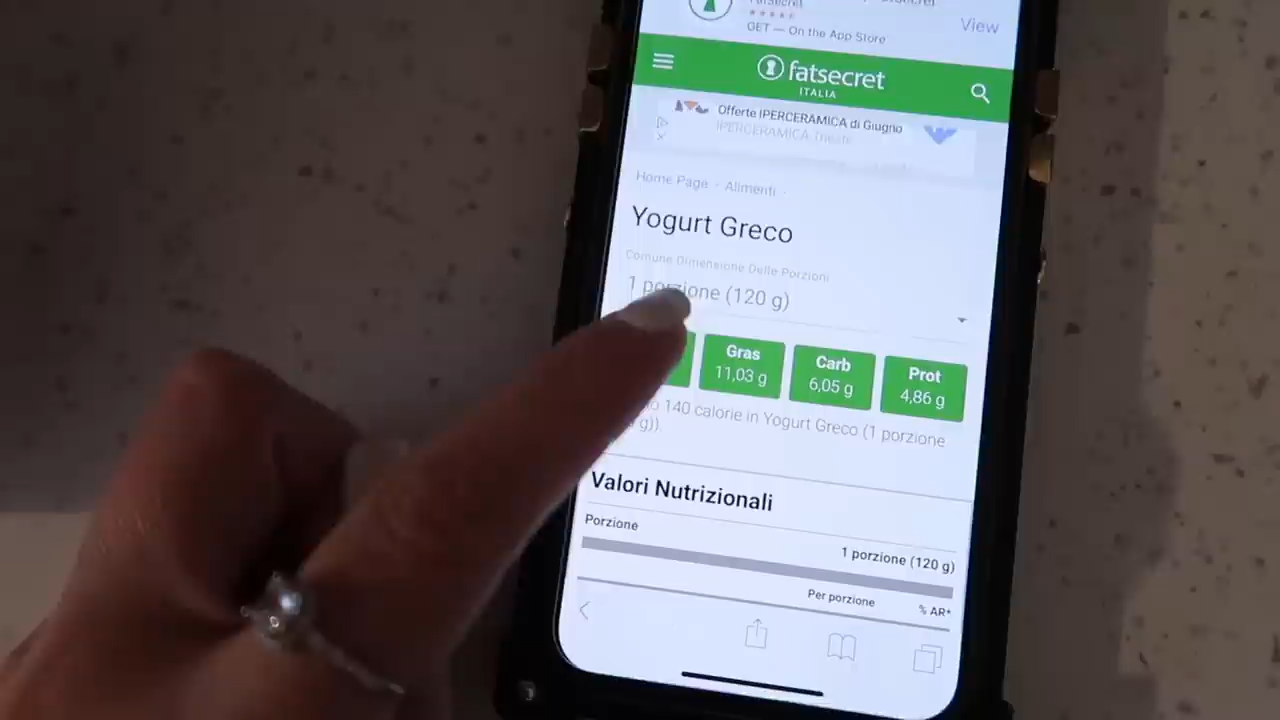 GET — On the App Store
View
fatsecret
ITALIA
Offerte IPERCERAMICA di Giugno
IPERCERAMICA Trieste
Home Page
Alimenti
Yogurt Greco
Comune Dimensione Delle Porzioni
1 porzione (120 g)
Gras
11,03 g
Carb
6,05 g
Prot
4,86 g
140 calorie in Yogurt Greco (1 porzione
g)).
Valori Nutrizionali
Porzione
1 porzione (120 g)
Per porzione
% AR*